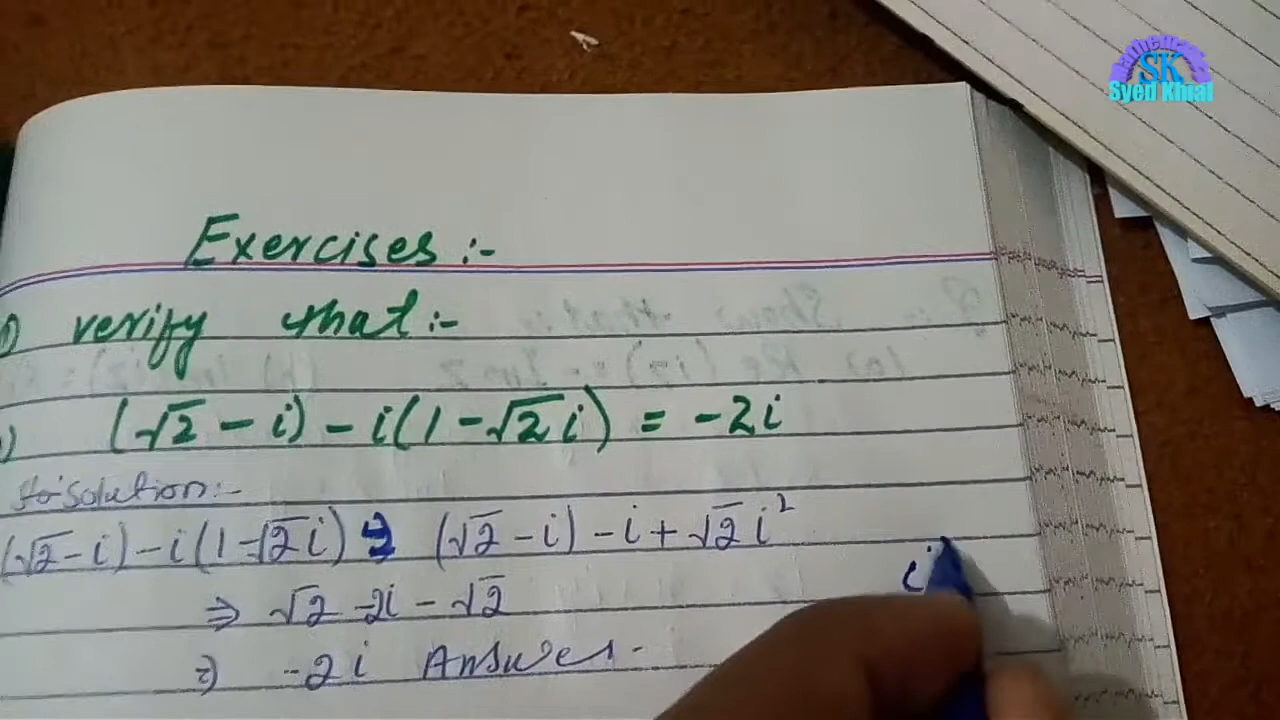 Mathematics
SK
Syed Khial
Exercises:-
verify that:-
(√2 - i) - i(1 - √2 i) = -2i
Solution:-
(√2 - i) - i(1 - √2 i) ⇒ (√2 - i) - i + √2 i²
⇒ √2 - 2i - √2
⇒ -2i Answer.
i